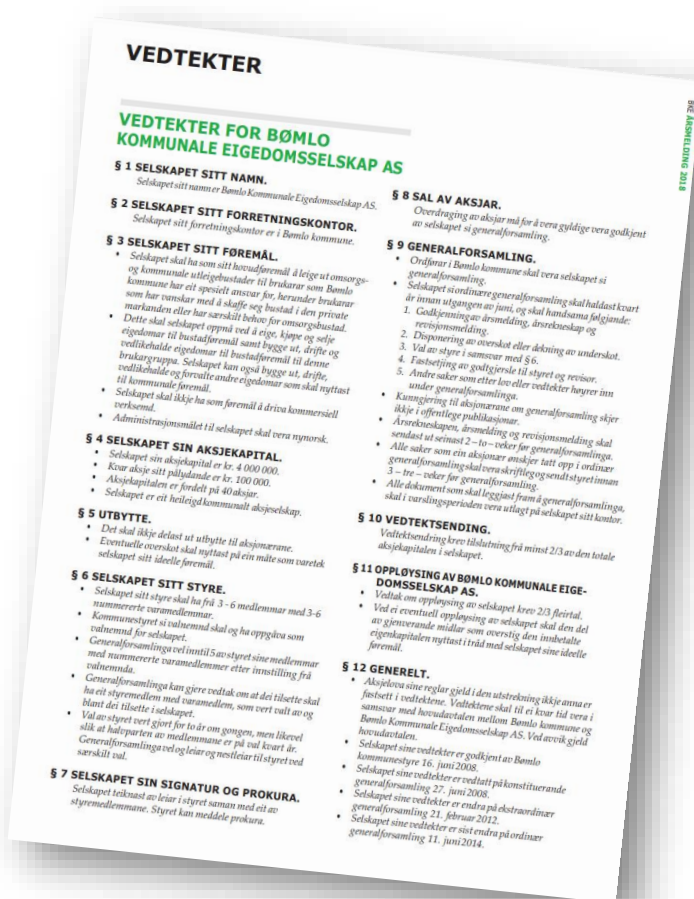 VEDTEKTER
VEDTEKTER FOR BØMLO
KOMMUNALE EIGEDOMSSELSKAP AS
§ 1 SELSKAPET SITT NAMN.
Selskapet sitt namn er Bømlo Kommunale Eigedomsselskap AS.
§ 2 SELSKAPET SITT FORRETNINGSKONTOR.
Selskapet sitt forretningskontor er i Bømlo kommune.
§ 3 SELSKAPET SITT FØREMÅL.
• Selskapet skal ha som sitt hovudføremål å leige ut omsorgs-
og kommunale utleigebustader til brukarar som Bømlo
kommune har eit spesielt ansvar for, herunder brukarar
som har vanskar med å skaffe seg bustad i den private
markanden eller har særskilt behov for omsorgsbustad.
• Dette skal selskapet oppnå ved å eige, kjøpe og selje
eigedomar til bustadføremål samt bygge ut, drifte og
vedlikehalde eigedomar til bustadføremål til denne
brukargruppa. Selskapet kan også bygge ut, drifte,
vedlikehalde og forvalte andre eigedomar som skal nyttast
til kommunale føremål.
• Selskapet skal ikkje ha som føremål å driva kommersiell
verksemd.
• Administrasjonsmålet til selskapet skal vera nynorsk.
§ 4 SELSKAPET SIN AKSJEKAPITAL.
• Selskapet sin aksjekapital er kr. 4 000 000.
• Kvar aksje sitt pålydande er kr. 100 000.
• Aksjekapitalen er fordelt på 40 aksjar.
• Selskapet er eit heileigd kommunalt aksjeselskap.
§ 5 UTBYTTE.
• Det skal ikkje delast ut utbytte til aksjonærane.
• Eventuelle overskot skal nyttast på ein måte som varetek
selskapet sitt ideelle føremål.
§ 6 SELSKAPET SITT STYRE.
• Selskapet sitt styre skal ha frå 3 - 6 medlemmar med 3-6
nummererte varamedlemmar.
• Kommunestyret si valnemnd skal og ha oppgåva som
valnemnd for selskapet.
• Generalforsamlinga vel inntil 5 av styret sine medlemmar
med nummererte varamedlemmer etter innstilling frå
valnemnda.
• Generalforsamlinga kan gjere vedtak om at dei tilsette skal
ha eit styremedlem med varamedlem, som vert valt av og
blant dei tilsette i selskapet.
• Val av styret vert gjort for to år om gongen, men likevel
slik at halvparten av medlemmane er på val kvart år.
Generalforsamlinga vel og leiar og nestleiar til styret ved
særskilt val.
§ 7 SELSKAPET SIN SIGNATUR OG PROKURA.
Selskapet teiknast av leiar i styret saman med eit av
styremedlemmane. Styret kan meddele prokura.
§ 8 SAL AV AKSJAR.
Overdraging av aksjar må for å vera gyldige vera godkjent
av selskapet si generalforsamling.
§ 9 GENERALFORSAMLING.
• Ordførar i Bømlo kommune skal vera selskapet si
generalforsamling.
• Selskapet si ordinære generalforsamling skal haldast kvart
år innan utgangen av juni, og skal handsama følgjande:
1. Godkjenning av årsmelding, årsrekneskap og
revisjonsmelding.
2. Disponering av overskot eller dekning av underskot.
3. Val av styre i samsvar med §6.
4. Fastsetjing av godtgjersle til styret og revisor.
5. Andre saker som etter lov eller vedtekter høyrer inn
under generalforsamlinga.
• Kunngjering til aksjonærane om generalforsamling skjer
ikkje i offentlege publikasjonar.
• Årsrekneskapen, årsmelding og revisjonsmelding skal
sendast ut seinast 2 – to – veker før generalforsamlinga.
• Alle saker som ein aksjonær ønskjer tatt opp i ordinær
generalforsamling skal vera skriftleg og sendt styret innan
3 – tre – veker før generalforsamling.
• Alle dokument som skal leggjast fram å generalforsamlinga,
skal i varslingsperioden vera utlagt på selskapet sitt kontor.
§ 10 VEDTEKTSENDING.
Vedtektsendring krev tilslutning frå minst 2/3 av den totale
aksjekapitalen i selskapet.
§ 11 OPPLØYSING AV BØMLO KOMMUNALE EIGE-
DOMSSELSKAP AS.
• Vedtak om oppløysing av selskapet krev 2/3 fleirtal.
• Ved ei eventuell oppløysing av selskapet skal den del
av gjenverande midlar som overstig den innbetalte
eigenkapitalen nyttast i tråd med selskapet sine ideelle
føremål.
§ 12 GENERELT.
• Aksjelova sine reglar gjeld i den utstrekning ikkje anna er
fastsett i vedtektene. Vedtektene skal til ei kvar tid vera i
samsvar med hovudavtalen mellom Bømlo kommune og
Bømlo Kommunale Eigedomsselskap AS. Ved avvik gjeld
hovudavtalen.
• Selskapet sine vedtekter er godkjent av Bømlo
kommunestyre 16. juni 2008.
• Selskapet sine vedtekter er vedtatt på konstituerande
generalforsamling 27. juni 2008.
• Selskapet sine vedtekter er endra på ekstraordinær
generalforsamling 21. februar 2012.
• Selskapet sine vedtekter er sist endra på ordinær
generalforsamling 11. juni 2014.
BKE ÅRSMELDING 2018